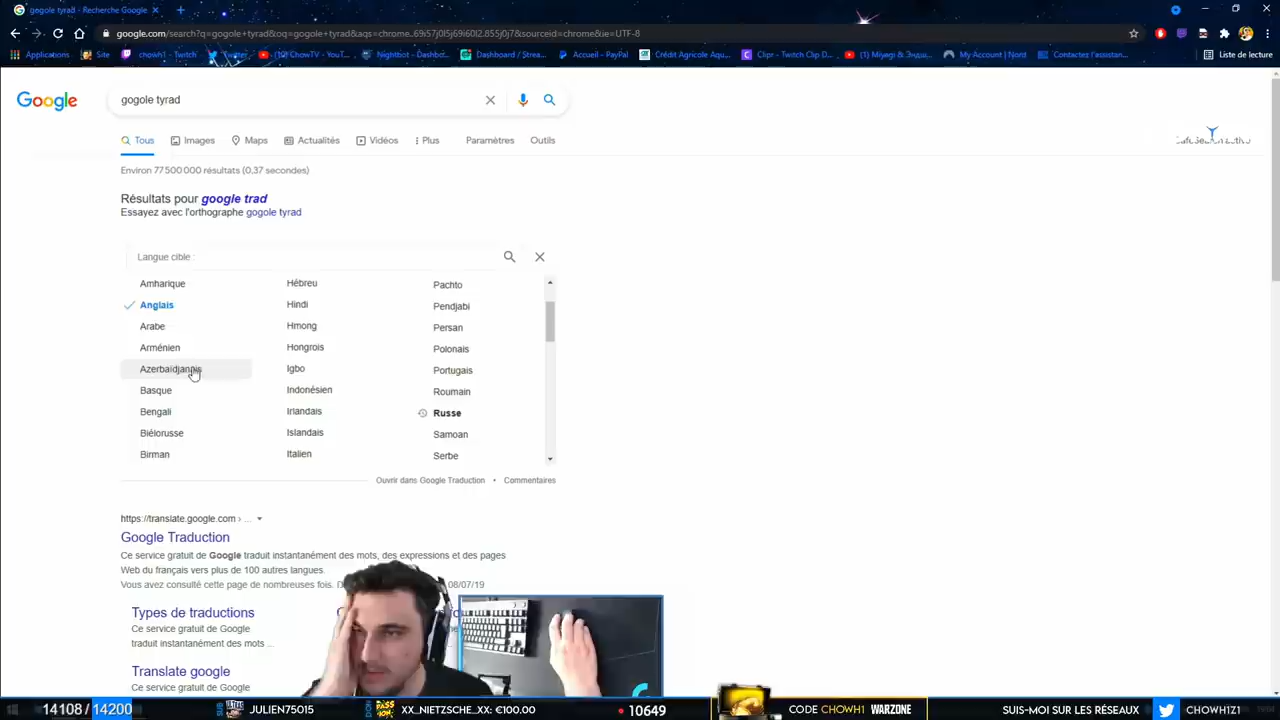 gogole tyrad - Recherche Google
google.com/search?q=gogole+tyrad&oq=gogole+tyrad&aqs=chrome..69i57j0l5j69i60l2.855j0j7&sourceid=chrome&ie=UTF-8
Applications Site chowh1 - Twitch Twitter (10) ChowTV - YouT... Nightbot - Dashbo... Dashboard / Strea... Accueil - PayPal Crédit Agricole Aqu... Clipr - Twitch Clip D... (1) Miyagi & Эндш... My Account | Nord Contactez l'assistan... Liste de lecture
Google gogole tyrad
Tous Images Maps Actualités Vidéos Plus Paramètres Outils
Environ 77 500 000 résultats (0,37 secondes)
Résultats pour google trad
Essayez avec l'orthographe gogole tyrad
Langue cible :
Amharique Hébreu Pachto
Anglais Hindi Pendjabi
Arabe Hmong Persan
Arménien Hongrois Polonais
Azerbaïdjannais Igbo Portugais
Basque Indonésien Roumain
Bengali Irlandais Russe
Biélorusse Islandais Samoan
Birman Italien Serbe
Ouvrir dans Google Traduction • Commentaires
https://translate.google.com › ...
Google Traduction
Ce service gratuit de Google traduit instantanément des mots, des expressions et des pages
Web du français vers plus de 100 autres langues.
Vous avez consulté cette page de nombreuses fois. 08/07/19
Types de traductions
Ce service gratuit de Google
traduit instantanément des mots ...
Translate google
Ce service gratuit de Google
14108 / 14200 SUB JULIEN75015 DON XX_NIETZSCHE_XX: €100.00 10649 CODE CHOWH1 WARZONE SUIS-MOI SUR LES RÉSEAUX CHOWHIZ1